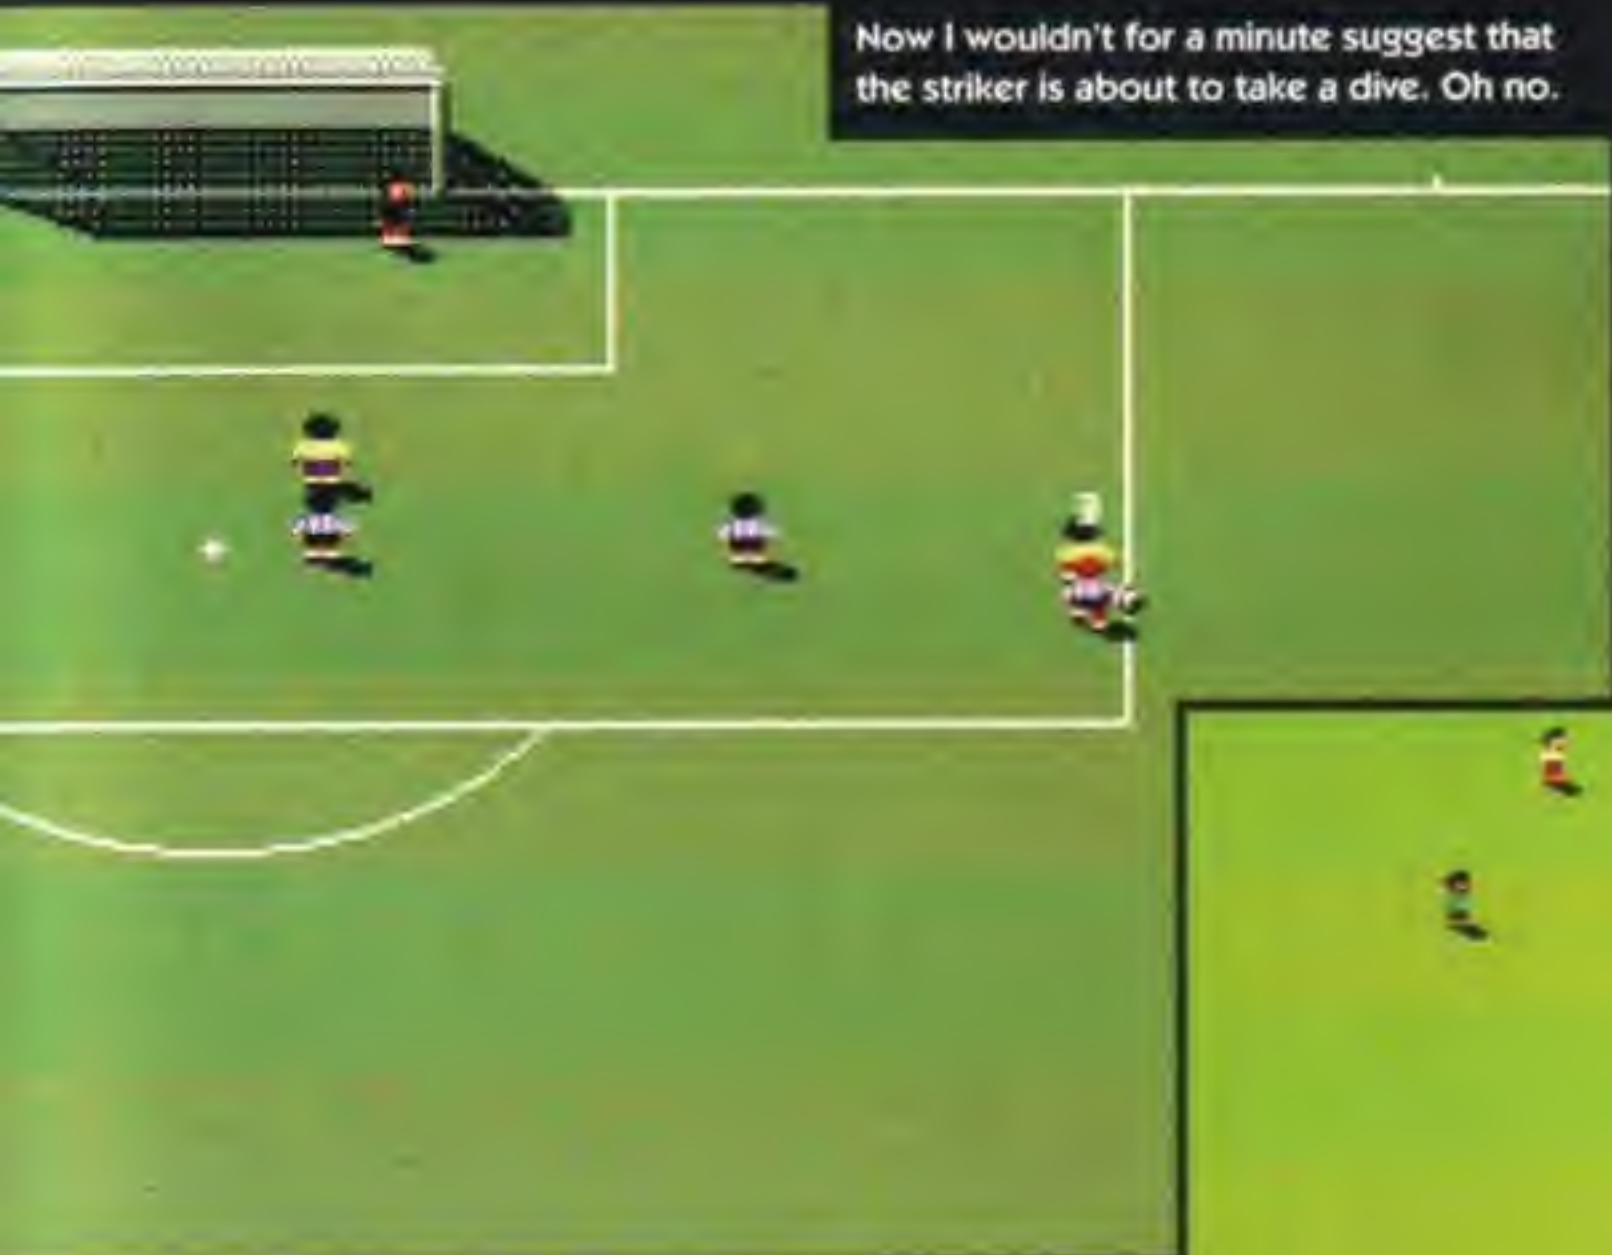 Now I wouldn't for a minute suggest that
the striker is about to take a dive. Oh no.